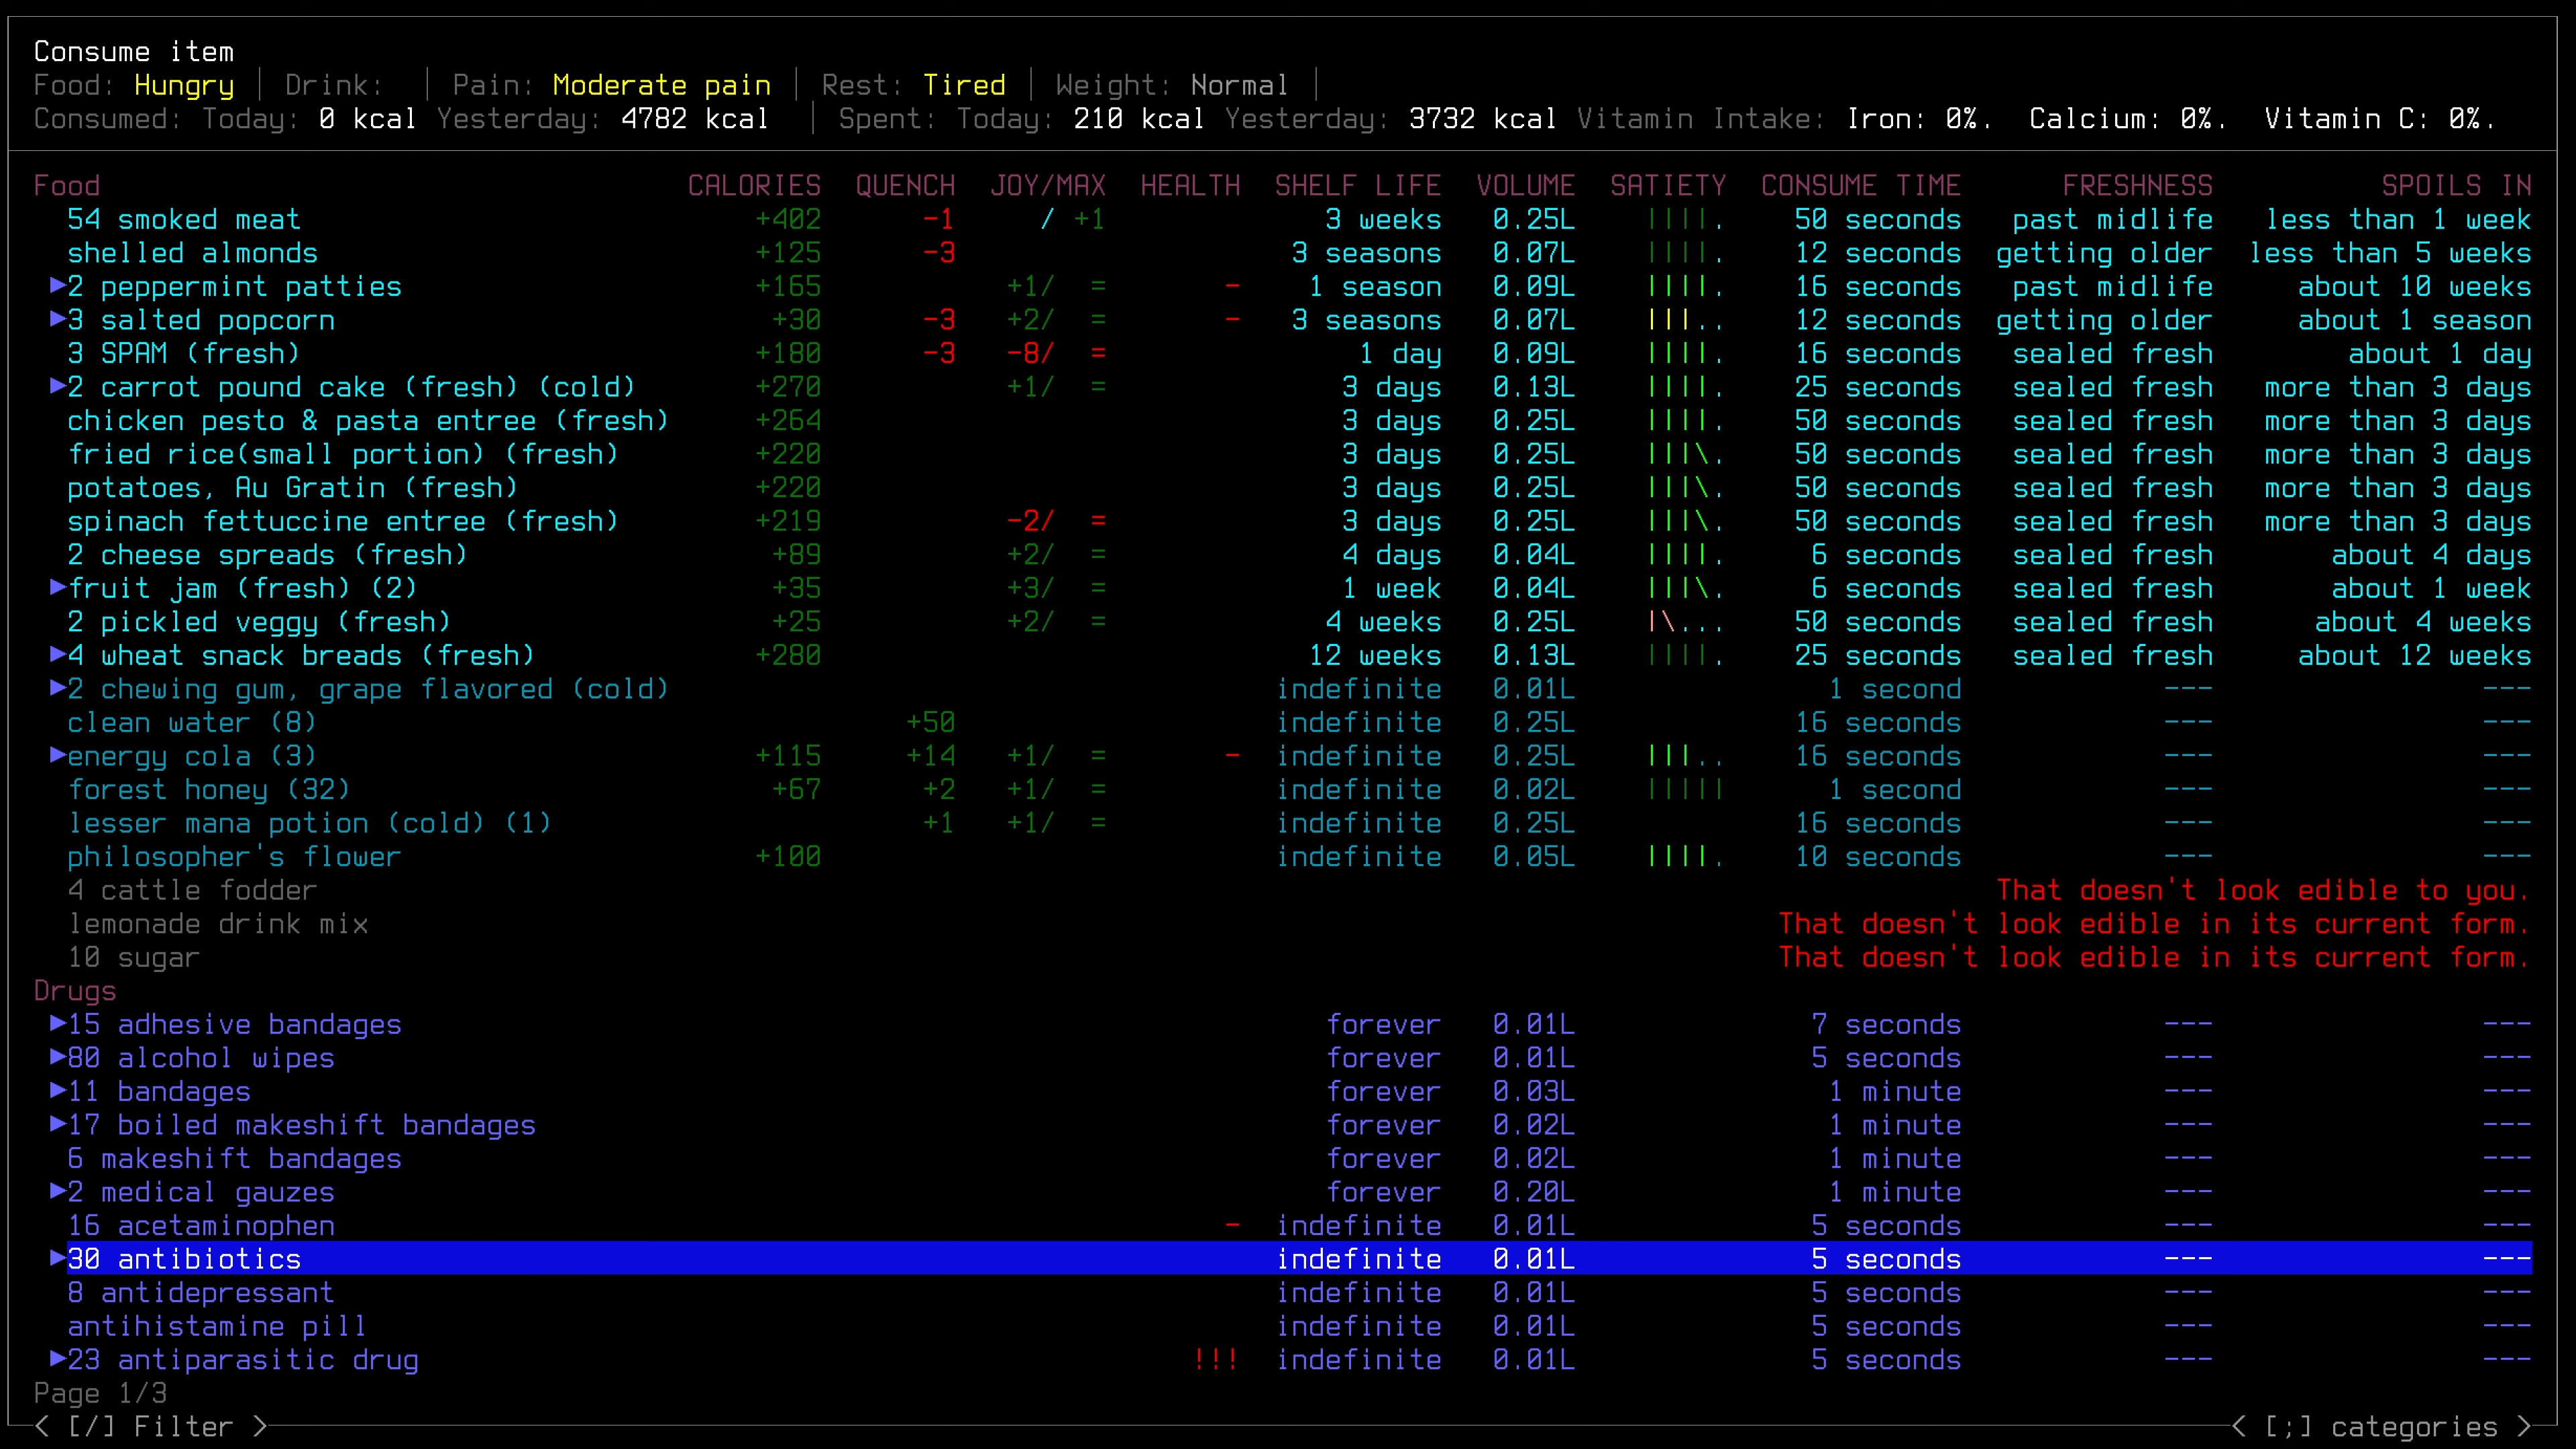 Consume item
Food: Hungry │ Drink: │ Pain: Moderate pain │ Rest: Tired │ Weight: Normal │
Consumed: Today: 0 kcal Yesterday: 4782 kcal │ Spent: Today: 210 kcal Yesterday: 3732 kcal Vitamin Intake: Iron: 0%. Calcium: 0%. Vitamin C: 0%.
Food CALORIES QUENCH JOY/MAX HEALTH SHELF LIFE VOLUME SATIETY CONSUME TIME FRESHNESS SPOILS IN
54 smoked meat +402 -1 / +1 3 weeks 0.25L ||||. 50 seconds past midlife less than 1 week
shelled almonds +125 -3 3 seasons 0.07L ||||. 12 seconds getting older less than 5 weeks
►2 peppermint patties +165 +1/ = - 1 season 0.09L ||||. 16 seconds past midlife about 10 weeks
►3 salted popcorn +30 -3 +2/ = - 3 seasons 0.07L |||.. 12 seconds getting older about 1 season
3 SPAM (fresh) +180 -3 -8/ = 1 day 0.09L ||||. 16 seconds sealed fresh about 1 day
►2 carrot pound cake (fresh) (cold) +270 +1/ = 3 days 0.13L ||||. 25 seconds sealed fresh more than 3 days
chicken pesto & pasta entree (fresh) +264 3 days 0.25L ||||. 50 seconds sealed fresh more than 3 days
fried rice(small portion) (fresh) +220 3 days 0.25L |||\. 50 seconds sealed fresh more than 3 days
potatoes, Au Gratin (fresh) +220 3 days 0.25L |||\. 50 seconds sealed fresh more than 3 days
spinach fettuccine entree (fresh) +219 -2/ = 3 days 0.25L |||\. 50 seconds sealed fresh more than 3 days
2 cheese spreads (fresh) +89 +2/ = 4 days 0.04L ||||. 6 seconds sealed fresh about 4 days
►fruit jam (fresh) (2) +35 +3/ = 1 week 0.04L |||\. 6 seconds sealed fresh about 1 week
2 pickled veggy (fresh) +25 +2/ = 4 weeks 0.25L |\... 50 seconds sealed fresh about 4 weeks
►4 wheat snack breads (fresh) +280 12 weeks 0.13L ||||. 25 seconds sealed fresh about 12 weeks
►2 chewing gum, grape flavored (cold) indefinite 0.01L 1 second --- ---
clean water (8) +50 indefinite 0.25L 16 seconds --- ---
►energy cola (3) +115 +14 +1/ = - indefinite 0.25L |||.. 16 seconds --- ---
forest honey (32) +67 +2 +1/ = indefinite 0.02L ||||| 1 second --- ---
lesser mana potion (cold) (1) +1 +1/ = indefinite 0.25L 16 seconds --- ---
philosopher's flower +100 indefinite 0.05L ||||. 10 seconds --- ---
4 cattle fodder That doesn't look edible to you.
lemonade drink mix That doesn't look edible in its current form.
10 sugar That doesn't look edible in its current form.
Drugs
►15 adhesive bandages forever 0.01L 7 seconds --- ---
►80 alcohol wipes forever 0.01L 5 seconds --- ---
►11 bandages forever 0.03L 1 minute --- ---
►17 boiled makeshift bandages forever 0.02L 1 minute --- ---
6 makeshift bandages forever 0.02L 1 minute --- ---
►2 medical gauzes forever 0.20L 1 minute --- ---
16 acetaminophen - indefinite 0.01L 5 seconds --- ---
►30 antibiotics indefinite 0.01L 5 seconds --- ---
8 antidepressant indefinite 0.01L 5 seconds --- ---
antihistamine pill indefinite 0.01L 5 seconds --- ---
►23 antiparasitic drug !!! indefinite 0.01L 5 seconds --- ---
Page 1/3
< [/] Filter > < [;] categories >